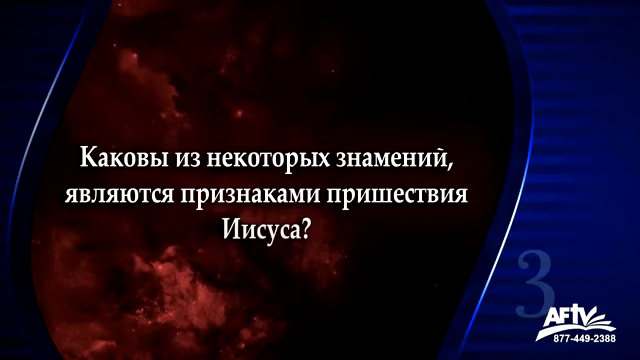 Каковы из некоторых знамений,
являются признаками пришествия
Иисуса?
3
AFTV
877-449-2388